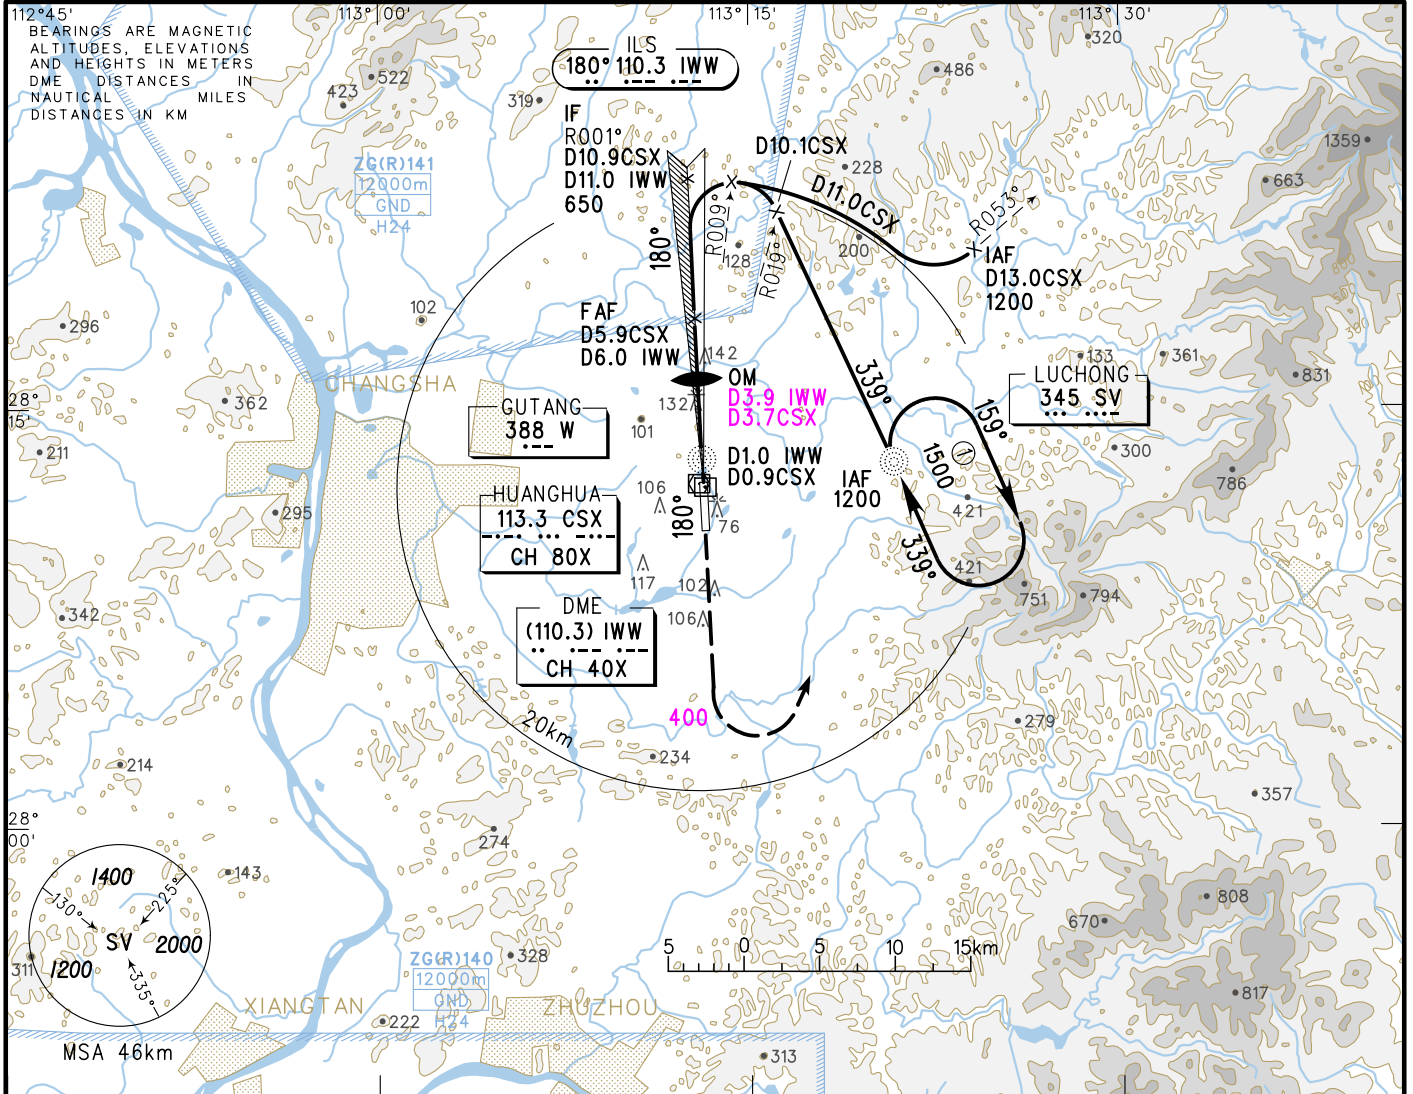 112°45'
113°00'
113°15'
113°30'
BEARINGS ARE MAGNETIC
ALTITUDES, ELEVATIONS
AND HEIGHTS IN METERS
DME DISTANCES IN
NAUTICAL MILES
DISTANCES IN KM
ILS
180° 110.3 IWW
522
423
319
320
486
1359
663
ZG(R)141
12000m
GND
H24
IF
R001°
D10.9CSX
D11.0 IWW
650
D10.1CSX
228
D11.0CSX
R053°
R009°
R019°
128
200
180°
IAF
D13.0CSX
1200
102
296
FAF
D5.9CSX
D6.0 IWW
142
OM
D3.9 IWW
D3.7CSX
132
133
361
831
LUCHONG
345 SV
339°
159°
CHANGSHA
362
28°
15'
211
GUTANG
388 W
101
D1.0 IWW
D0.9CSX
IAF
1200
1500
1
300
786
421
HUANGHUA
113.3 CSX
CH 80X
106
180°
76
295
339°
421
751
794
117
102
106
342
DME
(110.3) IWW
CH 40X
400
20km
279
234
214
357
28°
00'
274
143
1400
130°
225°
SV
2000
1200
335°
311
MSA 46km
808
670
817
5
0
5
10
15km
ZG(R)140
12000m
GND
H24
328
XIANGTAN
ZHUZHOU
222
313